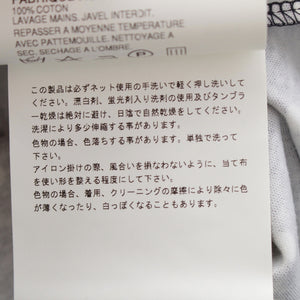 100% COTON
LAVAGE MAINS. JAVEL INTERDIT.
REPASSER A MOYENNE TEMPERATURE
AVEC PATTEMOUILLE. NETTOYAGE A
SEC. SECHAGE A L'OMBRE
この製品は必ずネット使用の手洗いで軽く押し洗いして
ください。漂白剤、蛍光剤入り洗剤の使用及びタンブラ
ー乾燥は絶対に避け、日陰で自然乾燥をしてください。
洗濯により多少伸縮する事があります。
色物の場合、色落ちする事が有ります。単独で洗って
下さい。
アイロン掛けの際、風合いを損なわないように、当て布
を使い形を整える程度にして下さい。
色物の場合、着用、クリーニングの摩擦により除々に色
が薄くなったり、白っぽくなることもあります。